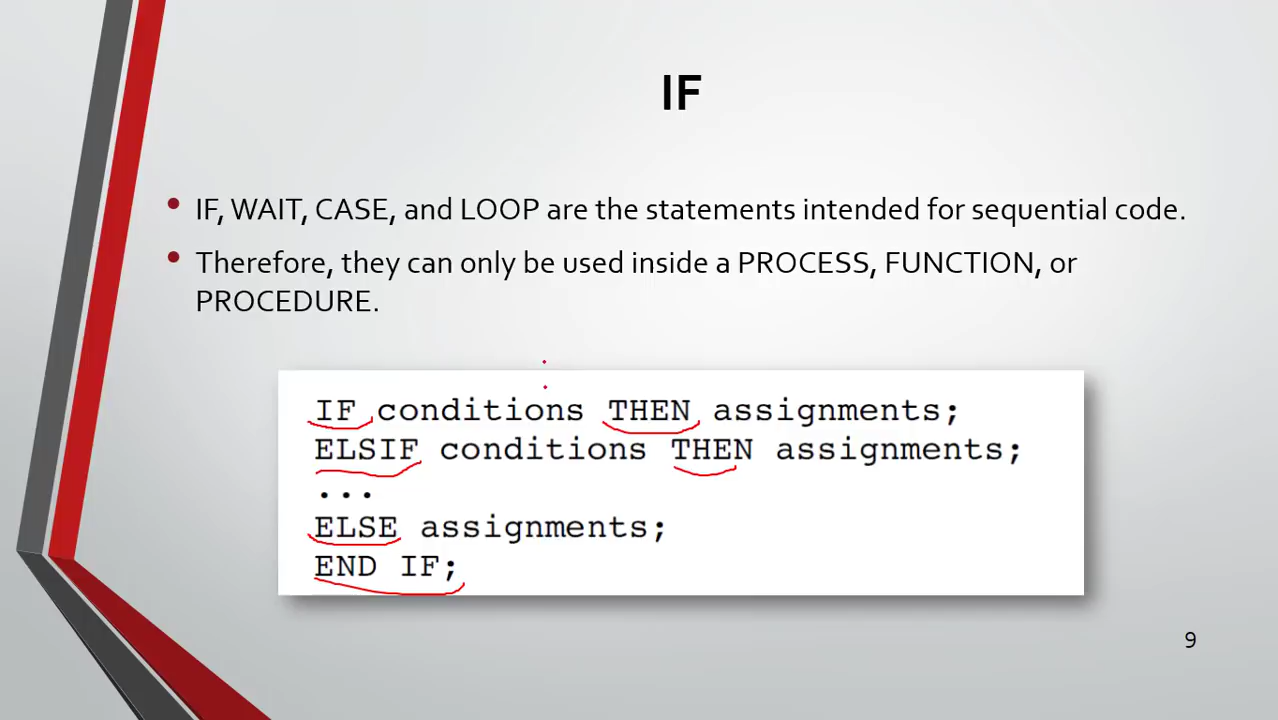 IF
• IF, WAIT, CASE, and LOOP are the statements intended for sequential code.
• Therefore, they can only be used inside a PROCESS, FUNCTION, or
PROCEDURE.
IF conditions THEN assignments;
ELSIF conditions THEN assignments;
...
ELSE assignments;
END IF;
9